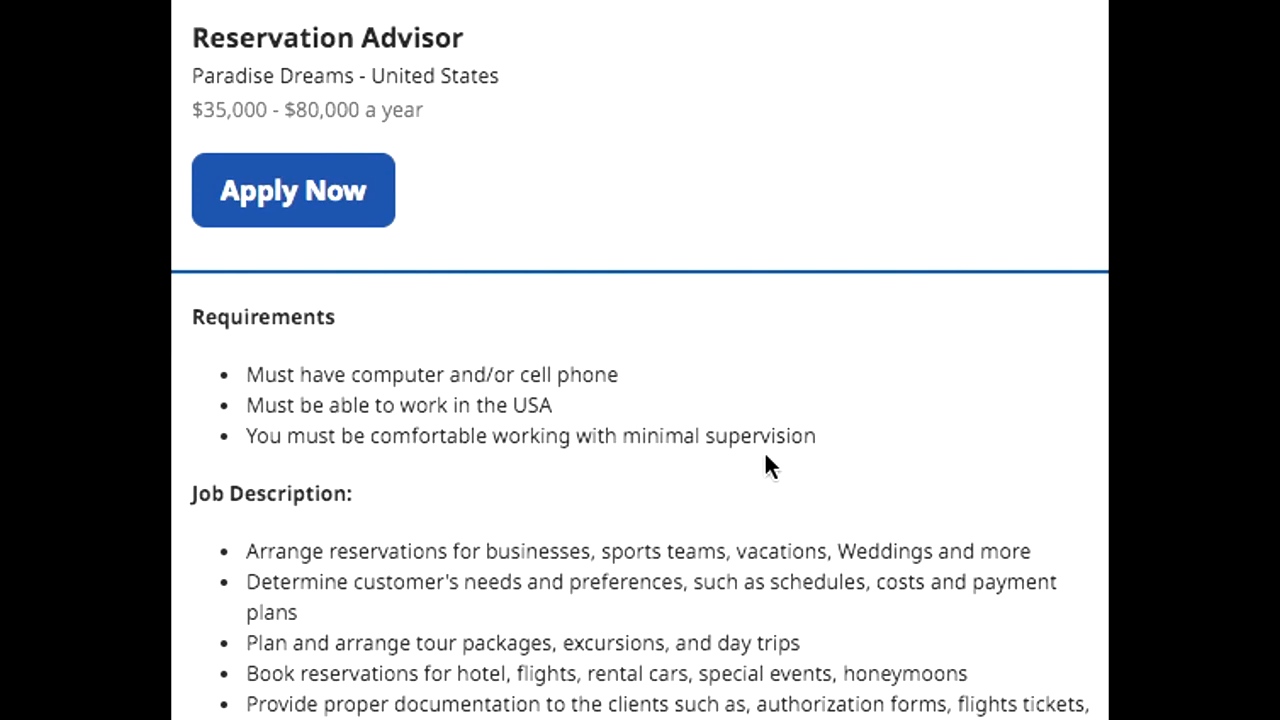 Reservation Advisor
Paradise Dreams - United States
$35,000 - $80,000 a year
Apply Now
Requirements
• Must have computer and/or cell phone
• Must be able to work in the USA
• You must be comfortable working with minimal supervision
Job Description:
• Arrange reservations for businesses, sports teams, vacations, Weddings and more
• Determine customer's needs and preferences, such as schedules, costs and payment
plans
• Plan and arrange tour packages, excursions, and day trips
• Book reservations for hotel, flights, rental cars, special events, honeymoons
• Provide proper documentation to the clients such as, authorization forms, flights tickets,